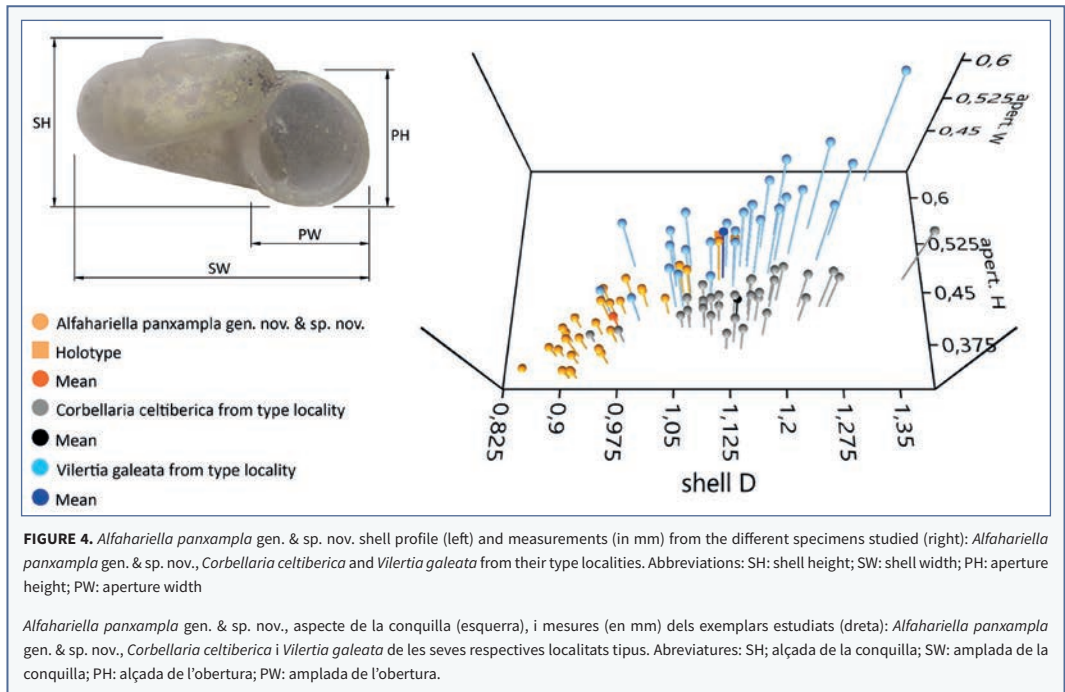 SH
PH
PW
SW
Alfahariella panxampla gen. nov. & sp. nov.
Holotype
Mean
Corbellaria celtiberica from type locality
Mean
Vilertia galeata from type locality
Mean
0,6
0,525
0,45
apert. W
0,6
0,525
0,45
0,375
apert. H
0,825
0,9
0,975
1,05
1,125
1,2
1,275
1,35
shell D
FIGURE 4. Alfahariella panxampla gen. & sp. nov. shell profile (left) and measurements (in mm) from the different specimens studied (right): Alfahariella
panxampla gen. & sp. nov., Corbellaria celtiberica and Vilertia galeata from their type localities. Abbreviations: SH: shell height; SW: shell width; PH: aperture
height; PW: aperture width
Alfahariella panxampla gen. & sp. nov., aspecte de la conquilla (esquerra), i mesures (en mm) dels exemplars estudiats (dreta): Alfahariella panxampla
gen. & sp. nov., Corbellaria celtiberica i Vilertia galeata de les seves respectives localitats tipus. Abreviatures: SH; alçada de la conquilla; SW: amplada de la
conquilla; PH: alçada de l'obertura; PW: amplada de l'obertura.